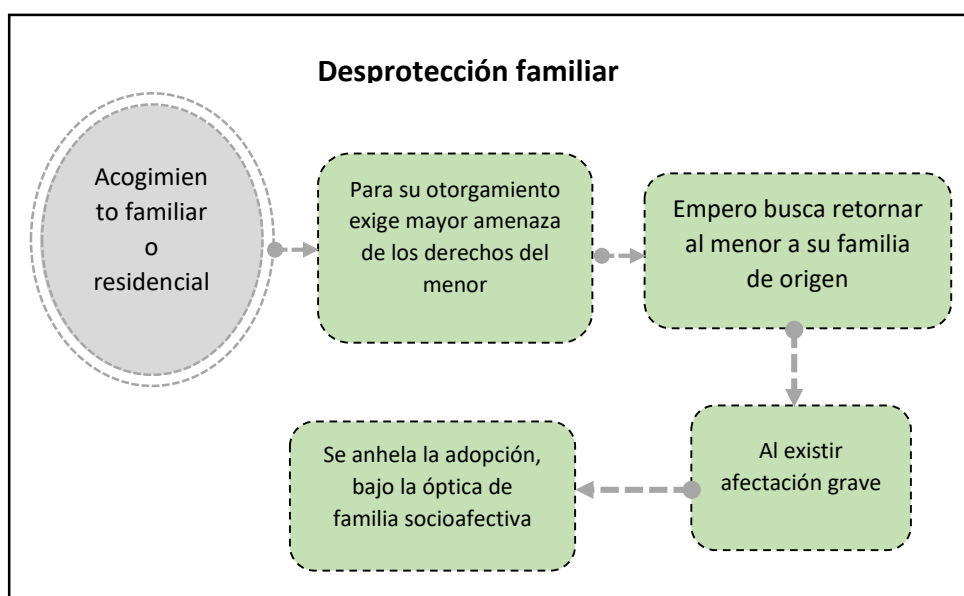 Desprotección familiar
Acogimien
to familiar
o
residencial
Para su otorgamiento
exige mayor amenaza
de los derechos del
menor
Empero busca retornar
al menor a su familia
de origen
Al existir
afectación grave
Se anhela la adopción,
bajo la óptica de
familia socioafectiva